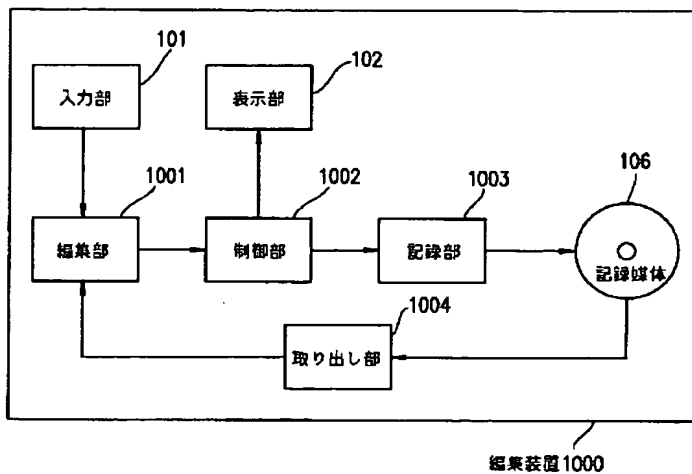 101
102
入力部
表示部
1001
1002
1003
106
編集部
制御部
記録部
記録媒体
1004
取り出し部
編集装置1000